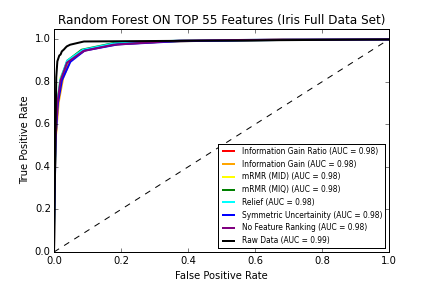 Random Forest ON TOP 55 Features (Iris Full Data Set)
1.0
0.8
0.6
0.4
0.2
0.0
True Positive Rate
Information Gain Ratio (AUC = 0.98)
Information Gain (AUC = 0.98)
mRMR (MID) (AUC = 0.98)
mRMR (MIQ) (AUC = 0.98)
Relief (AUC = 0.98)
Symmetric Uncertainity (AUC = 0.98)
No Feature Ranking (AUC = 0.98)
Raw Data (AUC = 0.99)
0.0 0.2 0.4 0.6 0.8 1.0
False Positive Rate